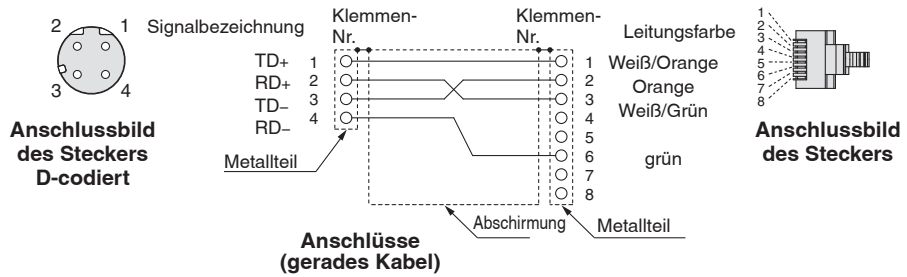 2 1
3 4
Anschlussbild
des Steckers
D-codiert
Signalbezeichnung
TD+
RD+
TD−
RD−
Klemmen-
Nr.
1
2
3
4
Metallteil
Klemmen-
Nr.
1
2
3
4
5
6
7
8
Leitungsfarbe
Weiß/Orange
Orange
Weiß/Grün
grün
Abschirmung
Metallteil
Anschlüsse
(gerades Kabel)
1
2
3
4
5
6
7
8
Anschlussbild
des Steckers